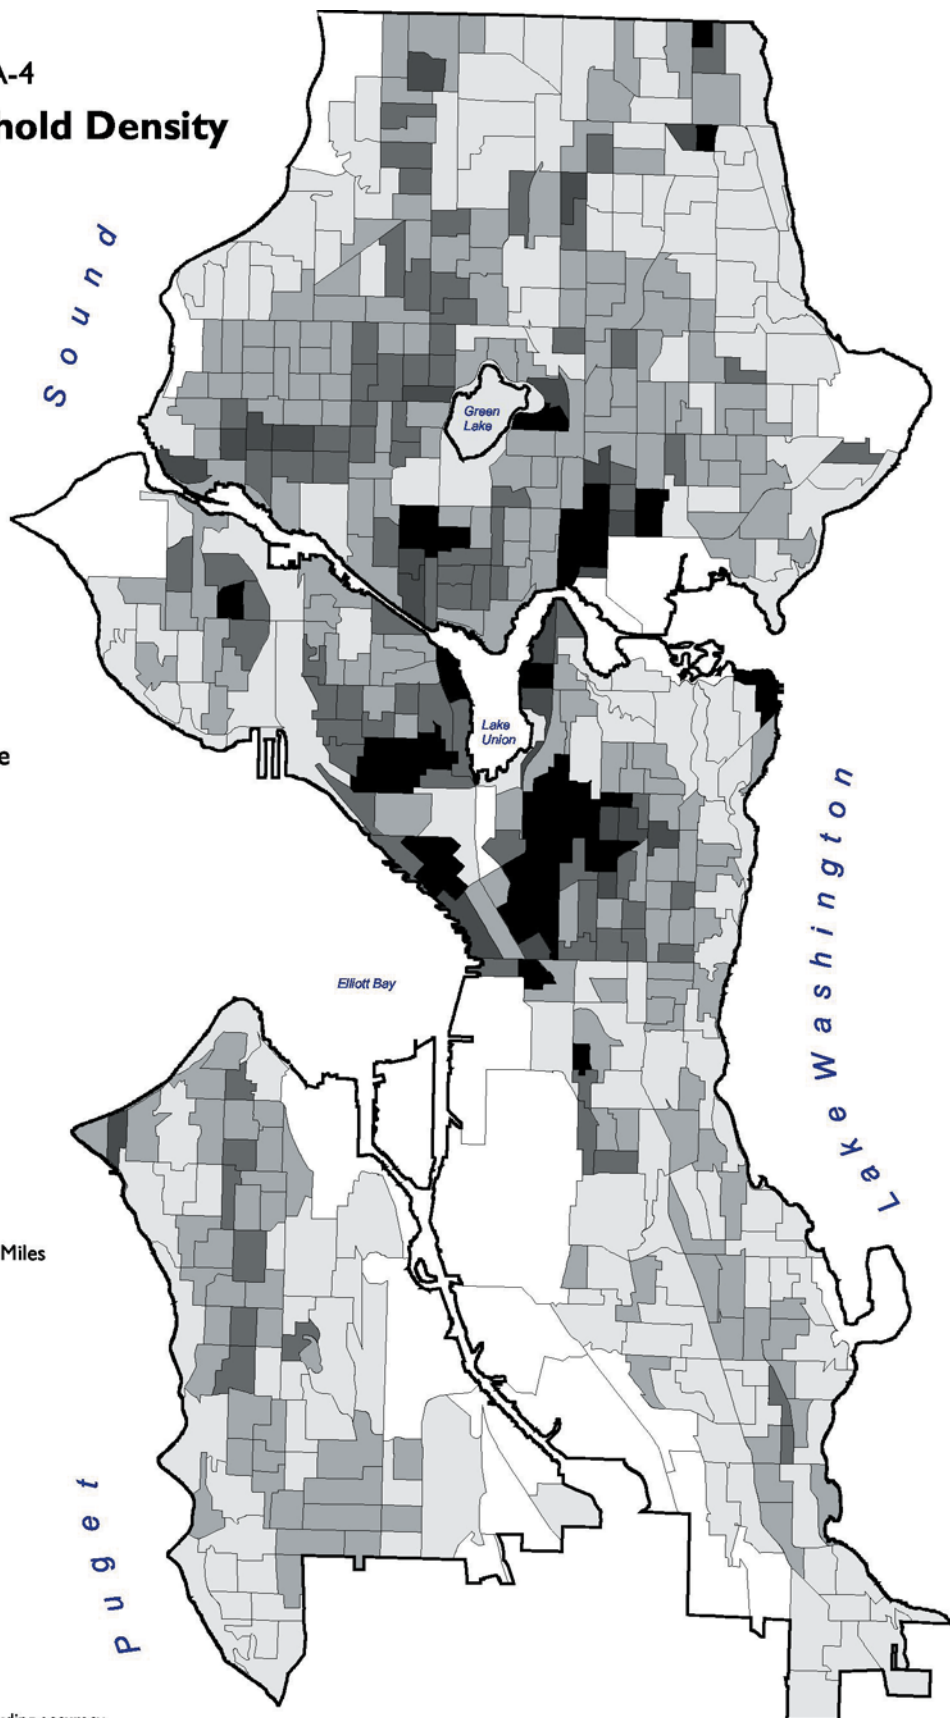 A-4
hold Density
Sound
Green
Lake
Lake
Union
e
Lake Washington
Elliott Bay
Miles
Puget